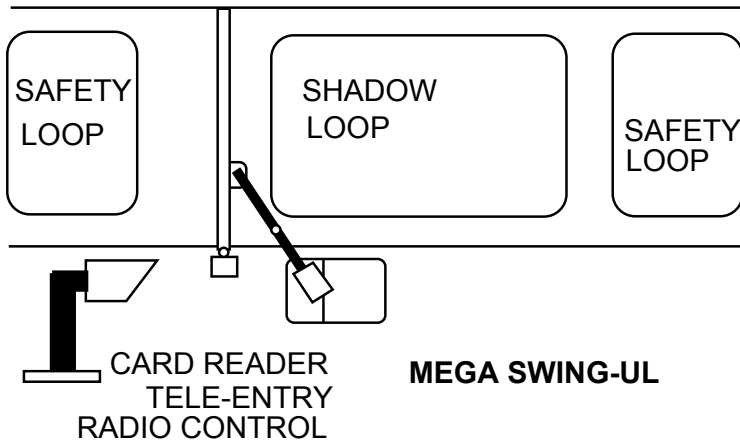 SAFETY
LOOP
SHADOW
LOOP
SAFETY
LOOP
CARD READER
TELE-ENTRY
RADIO CONTROL
MEGA SWING-UL